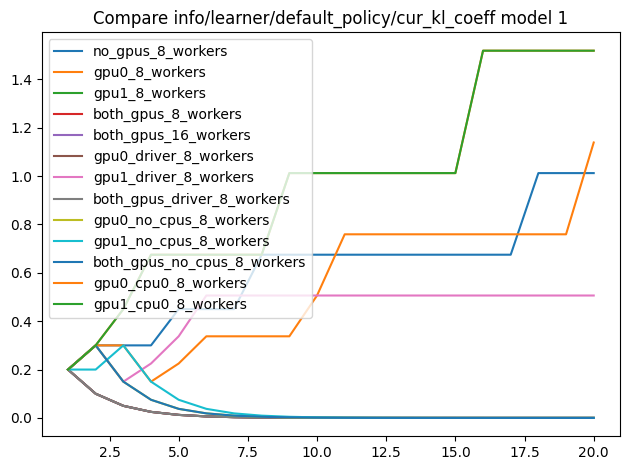 Compare info/learner/default_policy/cur_kl_coeff model 1
no_gpus_8_workers
gpu0_8_workers
gpu1_8_workers
both_gpus_8_workers
both_gpus_16_workers
gpu0_driver_8_workers
gpu1_driver_8_workers
both_gpus_driver_8_workers
gpu0_no_cpus_8_workers
gpu1_no_cpus_8_workers
both_gpus_no_cpus_8_workers
gpu0_cpu0_8_workers
gpu1_cpu0_8_workers
1.4
1.2
1.0
0.8
0.6
0.4
0.2
0.0
2.5 5.0 7.5 10.0 12.5 15.0 17.5 20.0